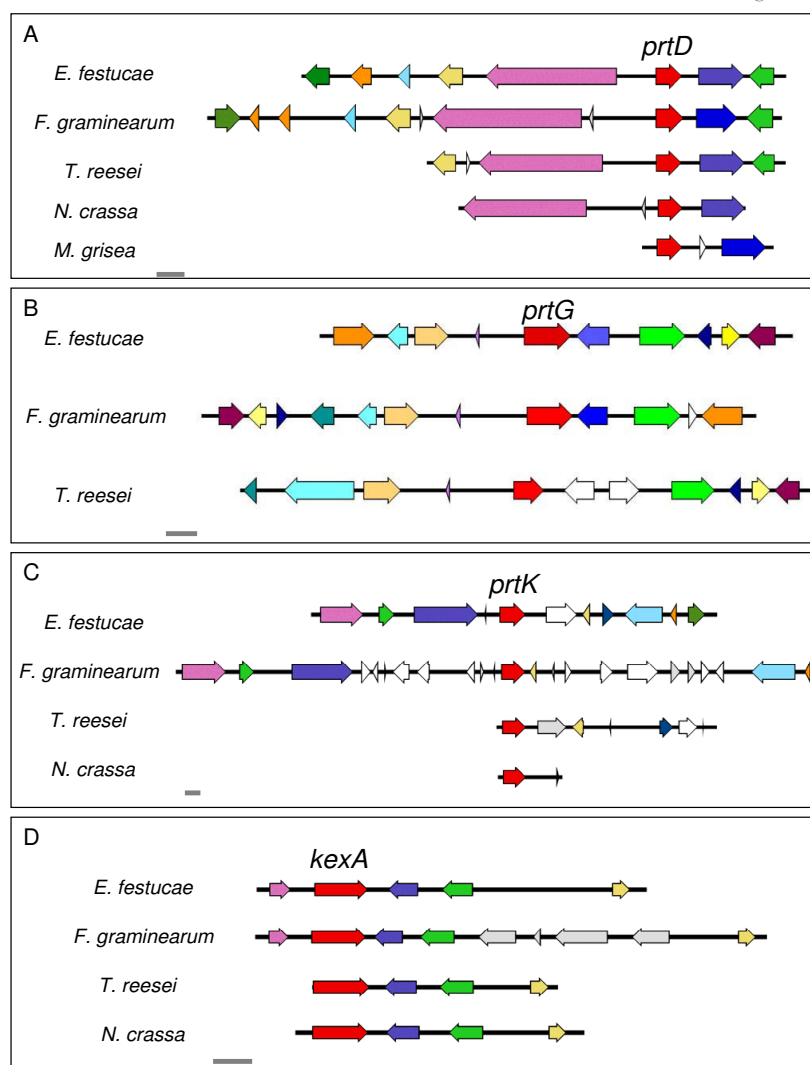 A
prtD
E. festucae
F. graminearum
T. reesei
N. crassa
M. grisea
B
prtG
E. festucae
F. graminearum
T. reesei
C
prtK
E. festucae
F. graminearum
T. reesei
N. crassa
D
kexA
E. festucae
F. graminearum
T. reesei
N. crassa